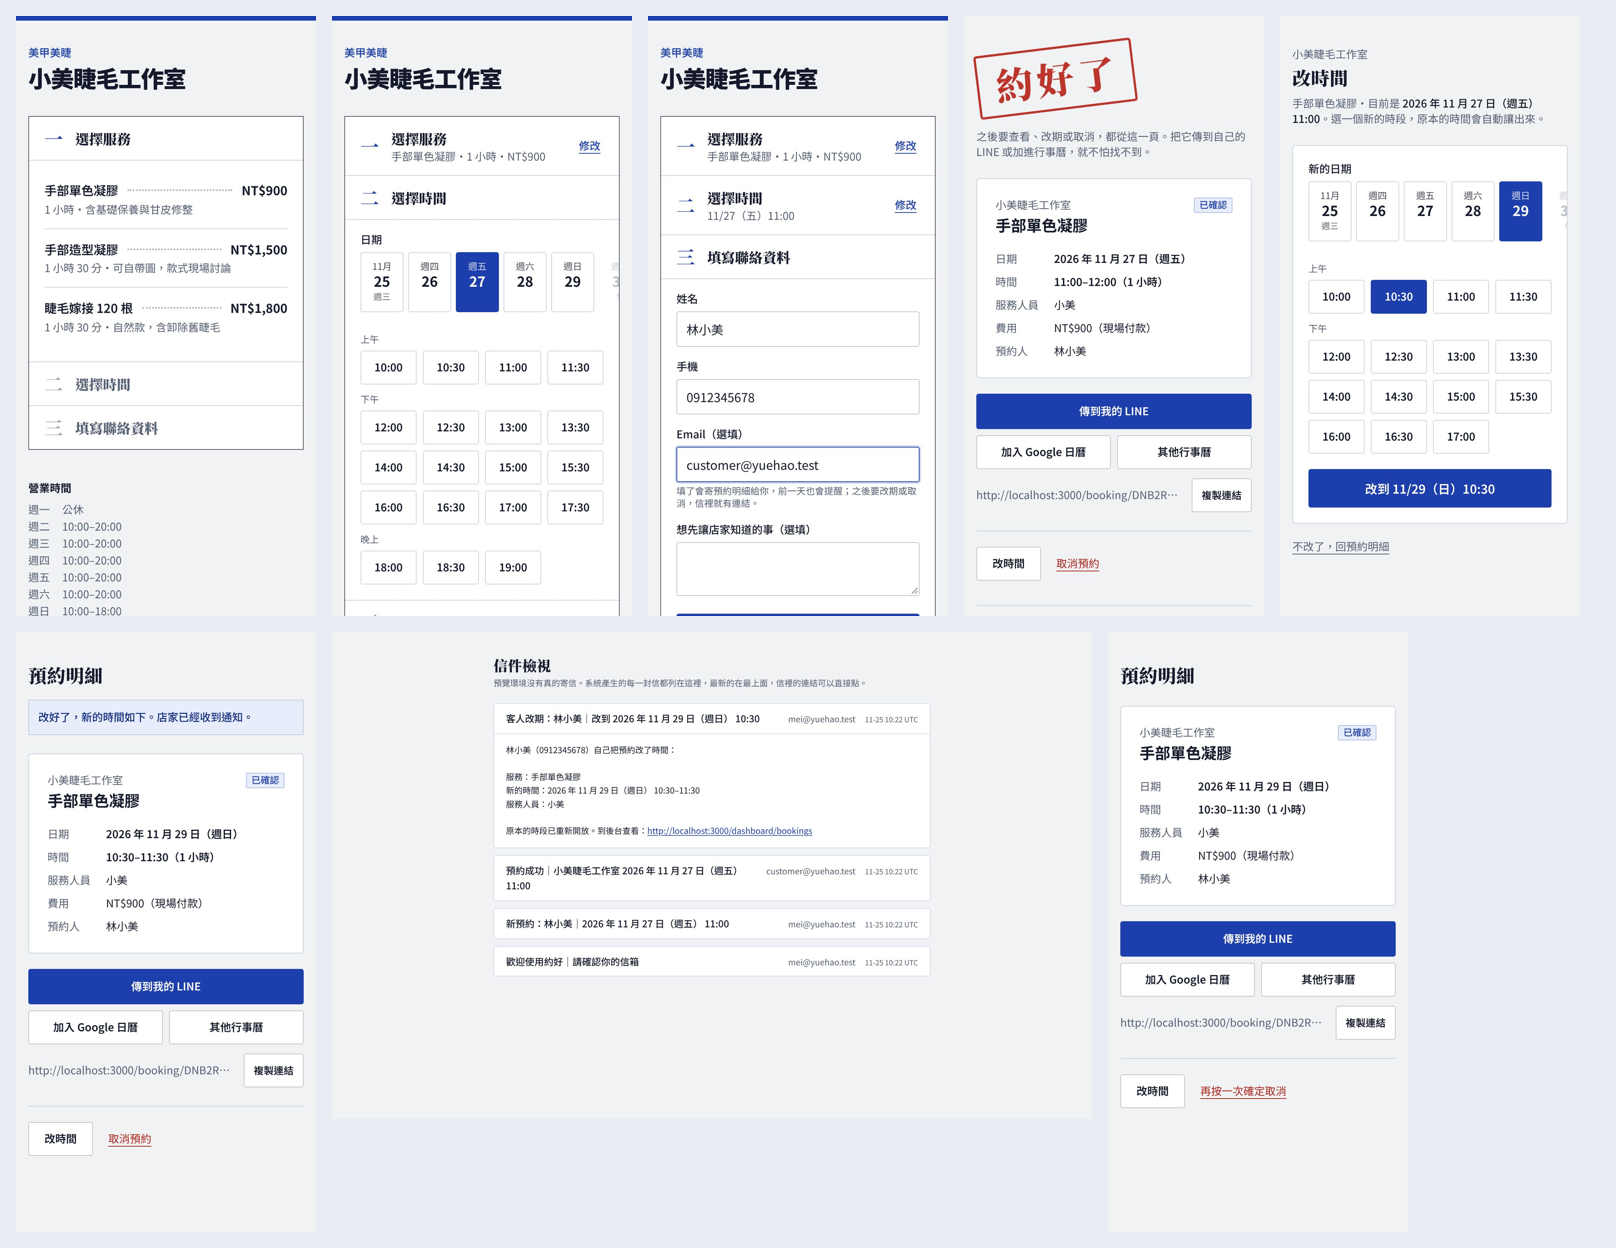 美甲美睫
小美睫毛工作室
一 選擇服務
手部單色凝膠 NT$900
1 小時・含基礎保養與甘皮修整
手部造型凝膠 NT$1,500
1 小時 30 分・可自帶圖，款式現場討論
睫毛嫁接 120 根 NT$1,800
1 小時 30 分・自然款，含卸除舊睫毛
二 選擇時間
三 填寫聯絡資料
營業時間
週一 公休
週二 10:00–20:00
週三 10:00–20:00
週四 10:00–20:00
週五 10:00–20:00
週六 10:00–20:00
週日 10:00–18:00
美甲美睫
小美睫毛工作室
一 選擇服務
手部單色凝膠・1 小時・NT$900
修改
二 選擇時間
日期
11月 週四 週五 週六 週日
25 26 27 28 29
週三
上午
10:00 10:30 11:00 11:30
下午
12:00 12:30 13:00 13:30
14:00 14:30 15:00 15:30
16:00 16:30 17:00 17:30
晚上
18:00 18:30 19:00
美甲美睫
小美睫毛工作室
一 選擇服務
手部單色凝膠・1 小時・NT$900
修改
二 選擇時間
11/27（五）11:00
修改
三 填寫聯絡資料
姓名
林小美
手機
0912345678
Email（選填）
customer@yuehao.test
填了會寄預約明細給你，前一天也會提醒；之後要改期或取
消，信裡就有連結。
想先讓店家知道的事（選填）
約好了
之後要查看、改期或取消，都從這一頁。把它傳到自己的
LINE 或加進行事曆，就不怕找不到。
小美睫毛工作室 已確認
手部單色凝膠
日期 2026 年 11 月 27 日（週五）
時間 11:00–12:00（1 小時）
服務人員 小美
費用 NT$900（現場付款）
預約人 林小美
傳到我的 LINE
加入 Google 日曆 其他行事曆
http://localhost:3000/booking/DNB2R… 複製連結
改時間 取消預約
小美睫毛工作室
改時間
手部單色凝膠・目前是 2026 年 11 月 27 日（週五）
11:00。選一個新的時段，原本的時間會自動讓出來。
新的日期
11月 週四 週五 週六 週日
25 26 27 28 29
週三
上午
10:00 10:30 11:00 11:30
下午
12:00 12:30 13:00 13:30
14:00 14:30 15:00 15:30
16:00 16:30 17:00
改到 11/29（日）10:30
不改了，回預約明細
預約明細
改好了，新的時間如下。店家已經收到通知。
小美睫毛工作室 已確認
手部單色凝膠
日期 2026 年 11 月 29 日（週日）
時間 10:30–11:30（1 小時）
服務人員 小美
費用 NT$900（現場付款）
預約人 林小美
傳到我的 LINE
加入 Google 日曆 其他行事曆
http://localhost:3000/booking/DNB2R… 複製連結
改時間 取消預約
信件檢視
預覽環境沒有真的寄信。系統產生的每一封信都列在這裡，最新的在最上面，信裡的連結可以直接點。
客人改期：林小美｜改到 2026 年 11 月 29 日（週日） 10:30 mei@yuehao.test 11-25 10:22 UTC
林小美（0912345678）自己把預約改了時間：
服務：手部單色凝膠
新的時間：2026 年 11 月 29 日（週日） 10:30–11:30
服務人員：小美
原本的時段已重新開放。到後台查看：http://localhost:3000/dashboard/bookings
預約成功｜小美睫毛工作室 2026 年 11 月 27 日（週五） customer@yuehao.test 11-25 10:22 UTC
11:00
新預約：林小美｜2026 年 11 月 27 日（週五） 11:00 mei@yuehao.test 11-25 10:22 UTC
歡迎使用約好｜請確認你的信箱 mei@yuehao.test 11-25 10:22 UTC
預約明細
小美睫毛工作室 已確認
手部單色凝膠
日期 2026 年 11 月 29 日（週日）
時間 10:30–11:30（1 小時）
服務人員 小美
費用 NT$900（現場付款）
預約人 林小美
傳到我的 LINE
加入 Google 日曆 其他行事曆
http://localhost:3000/booking/DNB2R… 複製連結
改時間 再按一次確定取消